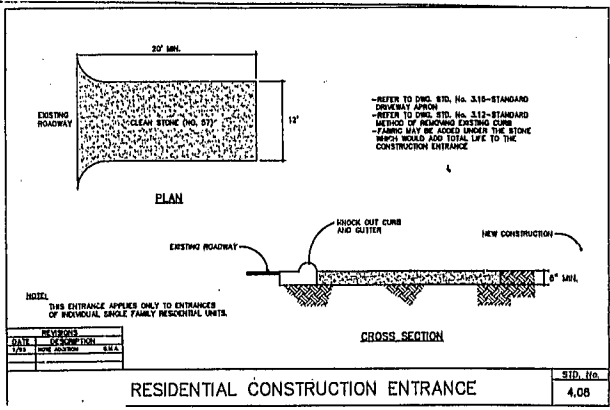 20' MIN.
EXISTING
ROADWAY
CLEAN STONE (NO. 57)
12'
-REFER TO DWG. STD. No. 3.16-STANDARD
DRIVEWAY APRON
-REFER TO DWG. STD. No. 3.12-STANDARD
METHOD OF REMOVING EXISTING CURB
-FABRIC MAY BE ADDED UNDER THE STONE
WHICH WOULD ADD TOTAL LIFE TO THE
CONSTRUCTION ENTRANCE
PLAN
KNOCK OUT CURB
AND GUTTER
EXISTING ROADWAY
NEW CONSTRUCTION
6" MIN.
NOTE:
THIS ENTRANCE APPLIES ONLY TO ENTRANCES
OF INDIVIDUAL SINGLE FAMILY RESIDENTIAL UNITS.
CROSS SECTION
REVISIONS
DATE DESCRIPTION
NOTE ADDITION
RESIDENTIAL CONSTRUCTION ENTRANCE
STD. No.
4.08